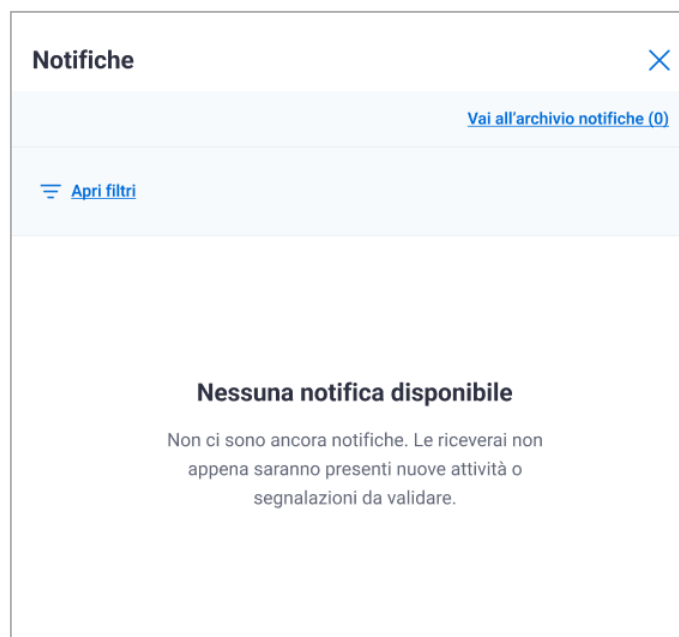 Notifiche
Vai all'archivio notifiche (0)
Apri filtri
Nessuna notifica disponibile
Non ci sono ancora notifiche. Le riceverai non
appena saranno presenti nuove attività o
segnalazioni da validare.